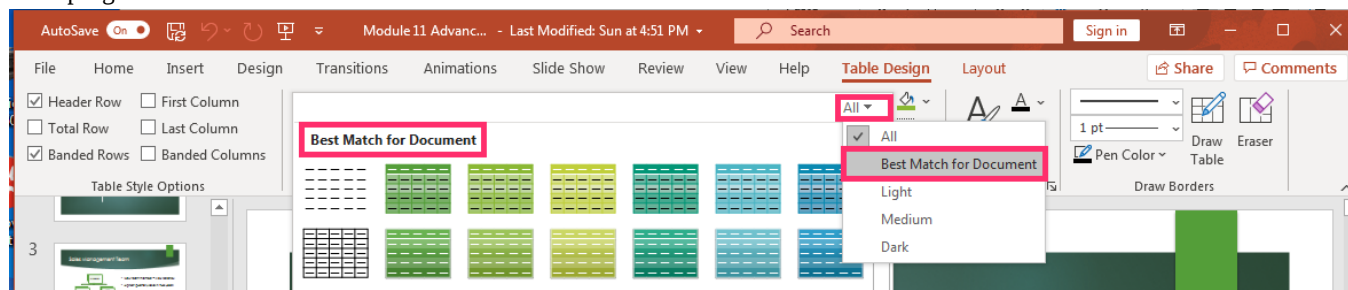 AutoSave On Module 11 Advanc... - Last Modified: Sun at 4:51 PM Search Sign in
File Home Insert Design Transitions Animations Slide Show Review View Help Table Design Layout Share Comments
Header Row First Column
Total Row Last Column
Banded Rows Banded Columns
Table Style Options
All
Best Match for Document
All
Best Match for Document
Light
Medium
Dark
1 pt
Pen Color
Draw Table
Eraser
Draw Borders
3
Sales Management Team